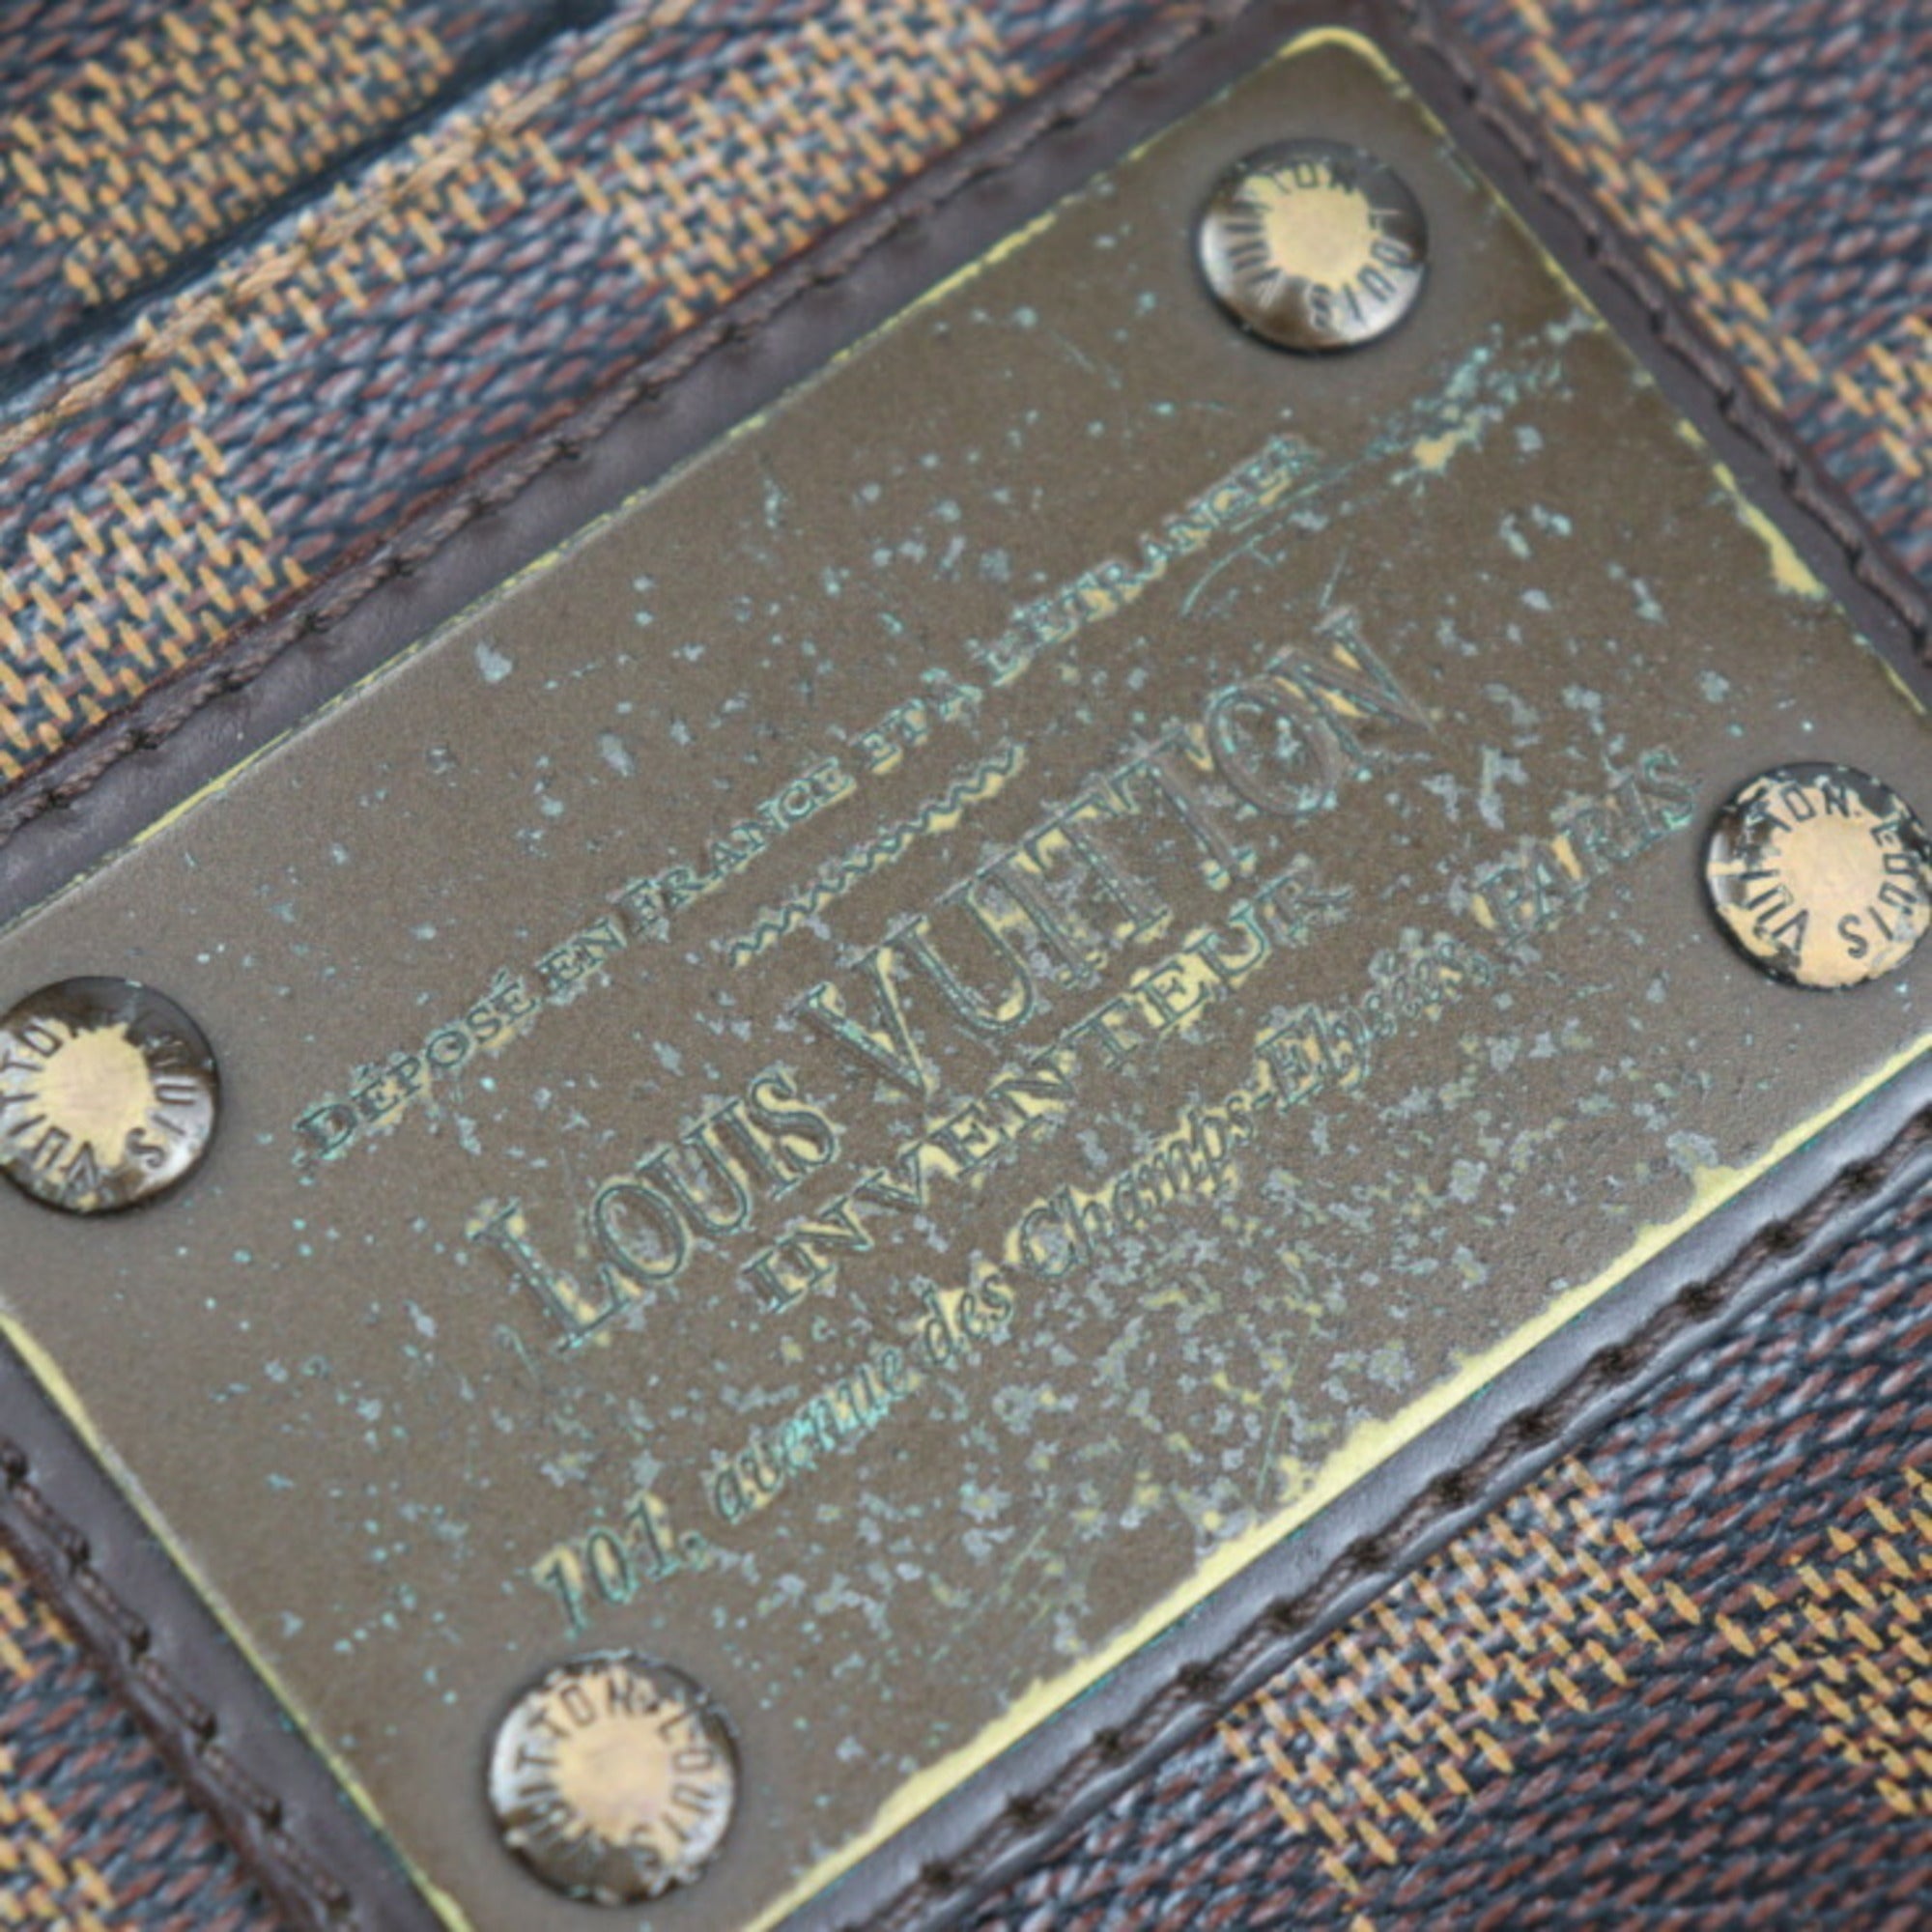 DÉPOSÉ EN FRANCE ET A L'ETRANGER
LOUIS VUITTON
INVENTEUR
101, avenue des Champs-Elysées, PARIS
LOUIS VUITTON
LOUIS VUITTON
LOUIS VUITTON
LOUIS VUITTON